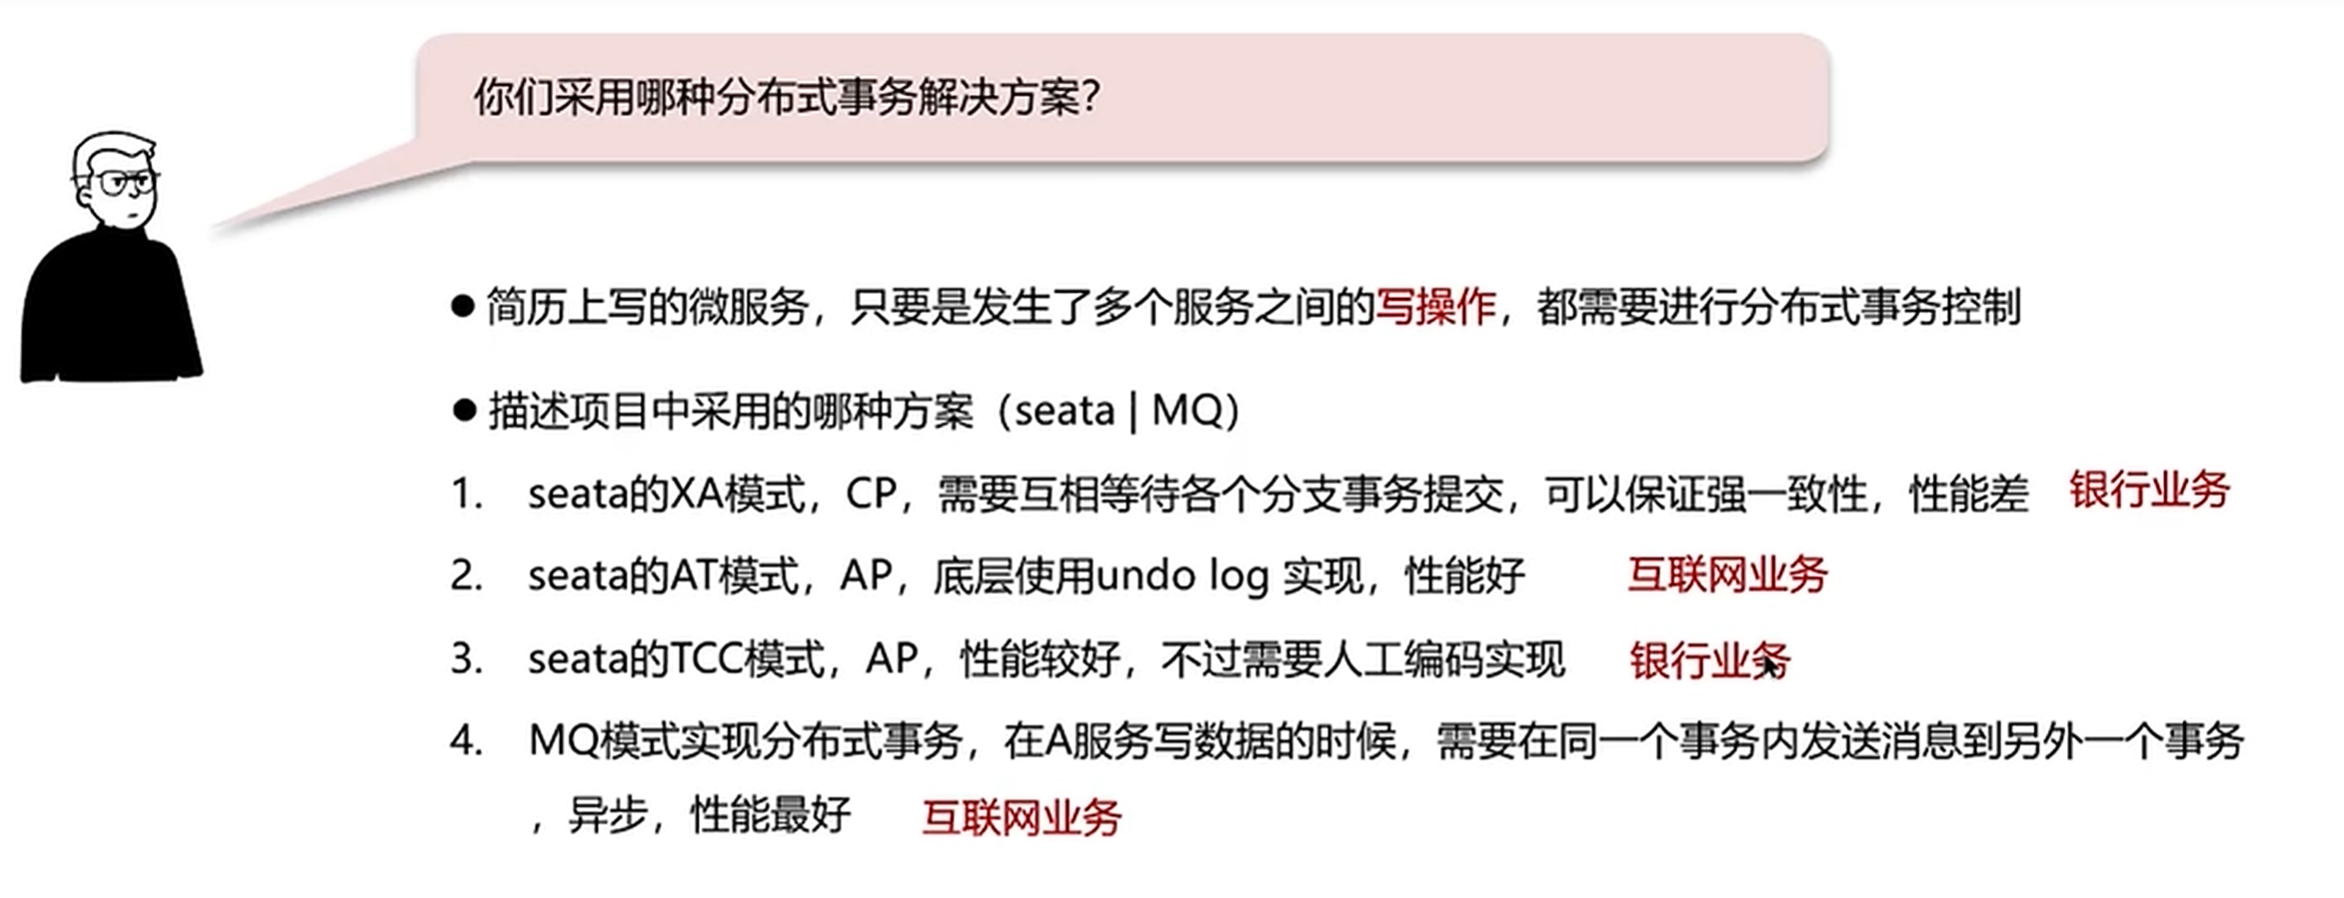 你们采用哪种分布式事务解决方案?
● 简历上写的微服务，只要是发生了多个服务之间的写操作，都需要进行分布式事务控制
● 描述项目中采用的哪种方案（seata | MQ）
1. seata的XA模式，CP，需要互相等待各个分支事务提交，可以保证强一致性，性能差 银行业务
2. seata的AT模式，AP，底层使用undo log 实现，性能好 互联网业务
3. seata的TCC模式，AP，性能较好，不过需要人工编码实现 银行业务
4. MQ模式实现分布式事务，在A服务写数据的时候，需要在同一个事务内发送消息到另外一个事务
，异步，性能最好 互联网业务